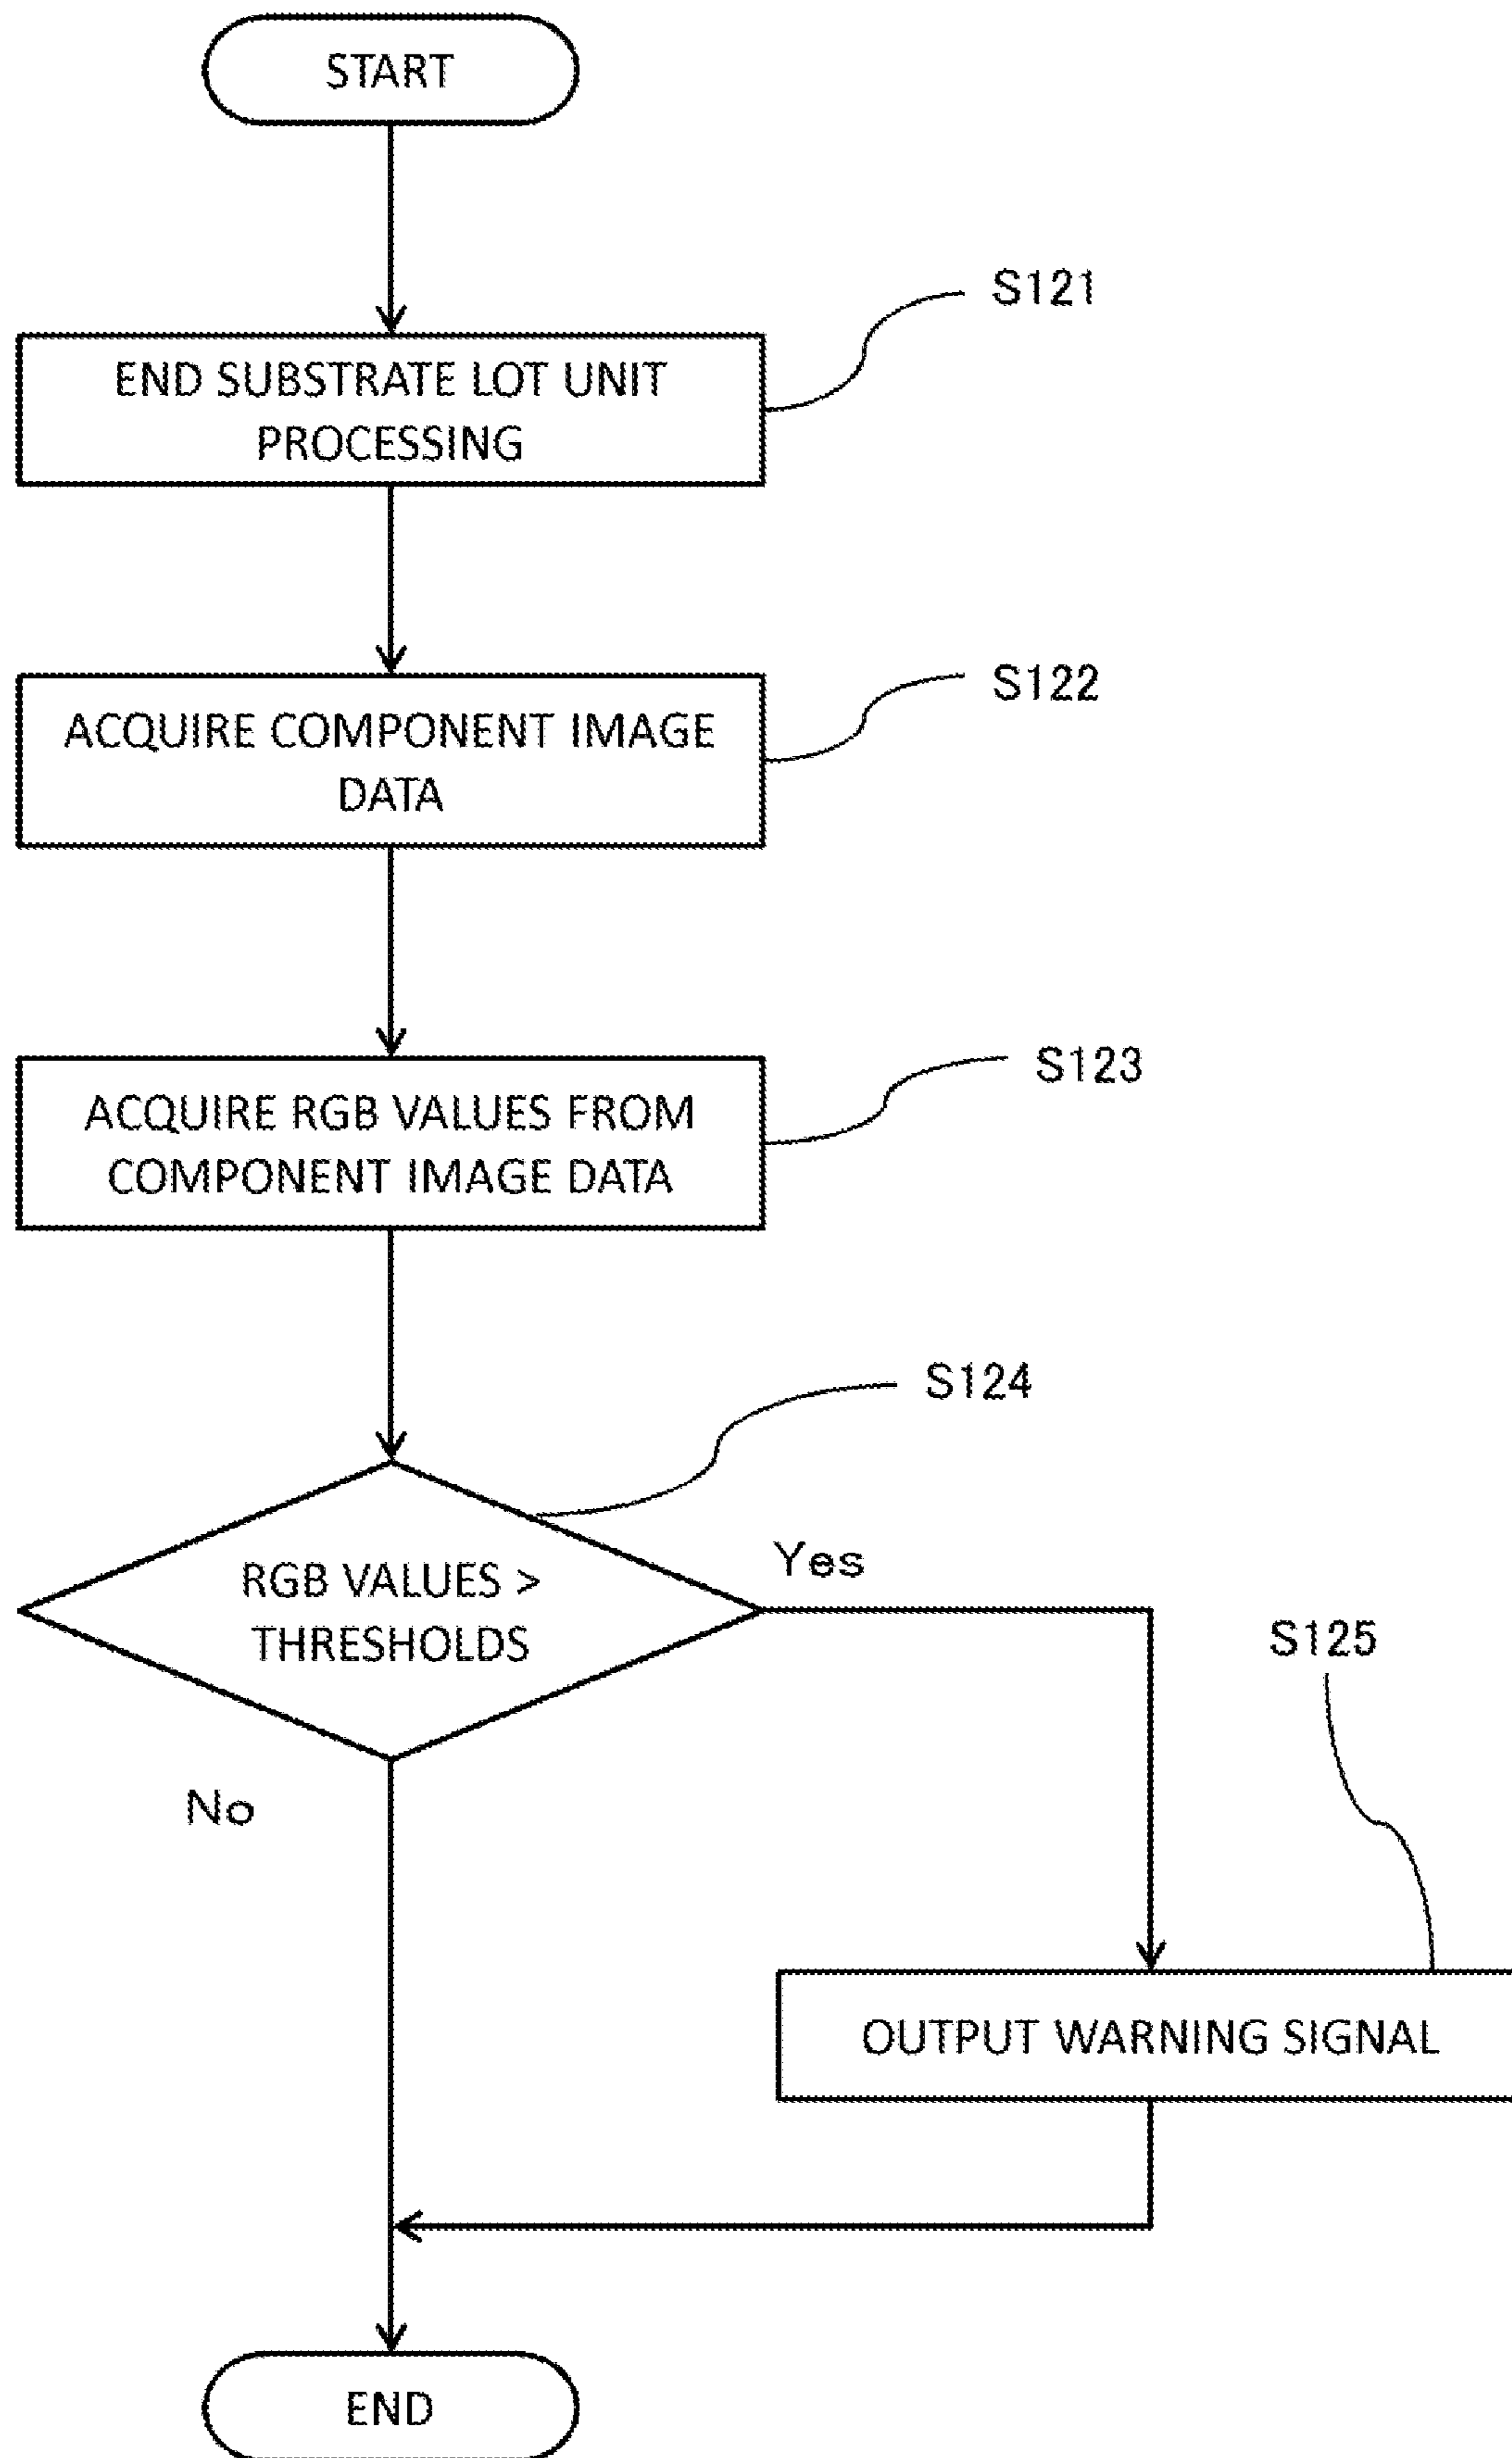 START
S121
END SUBSTRATE LOT UNIT
PROCESSING
S122
ACQUIRE COMPONENT IMAGE
DATA
S123
ACQUIRE RGB VALUES FROM
COMPONENT IMAGE DATA
S124
RGB VALUES >
THRESHOLDS
Yes
No
S125
OUTPUT WARNING SIGNAL
END